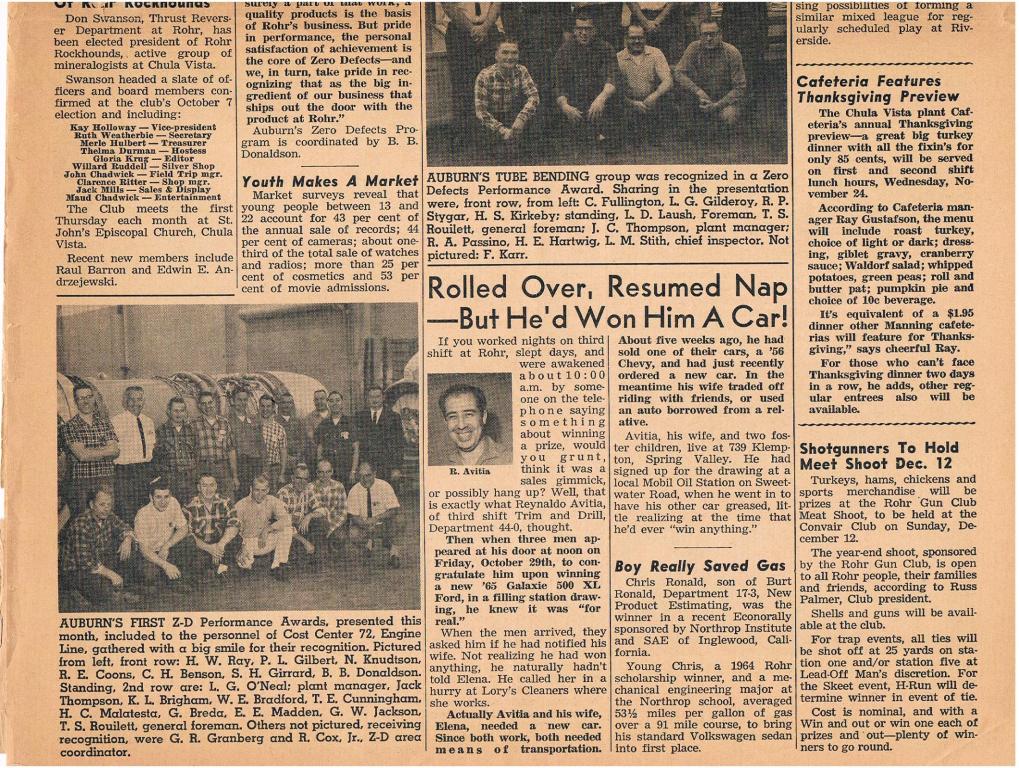 Of Rohr Rockhounds
Don Swanson, Thrust Revers-
er Department at Rohr, has
been elected president of Rohr
Rockhounds, active group of
mineralogists at Chula Vista.
Swanson headed a slate of of-
ficers and board members con-
firmed at the club's October 7
election and including:
Kay Holloway — Vice-president
Ruth Weatherbie — Secretary
Merle Hulbert — Treasurer
Thelma Durman — Hostess
Gloria Krug — Editor
Willard Ruddell — Silver Shop
John Chadwick — Field Trip mgr.
Clarence Ritter — Shop mgr.
Jack Mills — Sales & Display
Maud Chadwick — Entertainment
The Club meets the first
Thursday each month at St.
John's Episcopal Church, Chula
Vista.
Recent new members include
Raul Barron and Edwin E. An-
drzejewski.
surely a part of that work, a
quality products is the basis
of Rohr's business. But pride
in performance, the personal
satisfaction of achievement is
the core of Zero Defects—and
we, in turn, take pride in rec-
ognizing that as the big in-
gredient of our business that
ships out the door with the
product at Rohr."
Auburn's Zero Defects Pro-
gram is coordinated by B. B.
Donaldson.
Youth Makes A Market
Market surveys reveal that
young people between 13 and
22 account for 43 per cent of
the annual sale of records; 44
per cent of cameras; about one-
third of the total sale of watches
and radios; more than 25 per
cent of cosmetics and 53 per
cent of movie admissions.
AUBURN'S FIRST Z-D Performance Awards, presented this
month, included to the personnel of Cost Center 72, Engine
Line, gathered with a big smile for their recognition. Pictured
from left, front row: H. W. Ray, P. L. Gilbert, N. Knudtson,
R. E. Coons, C. H. Benson, S. H. Girrard, B. B. Donaldson.
Standing, 2nd row are: L. G. O'Neal; plant manager, Jack
Thompson, K. L. Brigham, W. E. Bradford, T. E. Cunningham,
H. C. Malatesta, G. Breda, E. E. Madden, G. W. Jackson,
T. S. Rouilett, general foreman. Others not pictured, receiving
recognition, were G. R. Granberg and R. Cox, Jr., Z-D area
coordinator.
AUBURN'S TUBE BENDING group was recognized in a Zero
Defects Performance Award. Sharing in the presentation
were, front row, from left: C. Fullington, L. G. Gilderoy, R. P.
Stygar, H. S. Kirkeby; standing, L. D. Laush, Foreman, T. S.
Rouilett, general foreman; J. C. Thompson, plant manager;
R. A. Passino, H. E. Hartwig, L. M. Stith, chief inspector. Not
pictured: F. Karr.
Rolled Over, Resumed Nap
—But He'd Won Him A Car!
If you worked nights on third
shift at Rohr, slept days, and
were awakened
about 10:00
a.m. by some-
one on the tele-
phone saying
something
about winning
a prize, would
you grunt,
think it was a
sales gimmick,
R. Avitia
or possibly hang up? Well, that
is exactly what Reynaldo Avitia,
of third shift Trim and Drill,
Department 44-0, thought.
Then when three men ap-
peared at his door at noon on
Friday, October 29th, to con-
gratulate him upon winning
a new '65 Galaxie 500 XL
Ford, in a filling station draw-
ing, he knew it was "for
real."
When the men arrived, they
asked him if he had notified his
wife. Not realizing he had won
anything, he naturally hadn't
told Elena. He called her in a
hurry at Lory's Cleaners where
she works.
Actually Avitia and his wife,
Elena, needed a new car.
Since both work, both needed
means of transportation.
About five weeks ago, he had
sold one of their cars, a '56
Chevy, and had just recently
ordered a new car. In the
meantime his wife traded off
riding with friends, or used
an auto borrowed from a rel-
ative.
Avitia, his wife, and two fos-
ter children, live at 739 Klemp-
ton, Spring Valley. He had
signed up for the drawing at a
local Mobil Oil Station on Sweet-
water Road, when he went in to
have his other car greased, lit-
tle realizing at the time that
he'd ever "win anything."
Boy Really Saved Gas
Chris Ronald, son of Burt
Ronald, Department 17-3, New
Product Estimating, was the
winner in a recent Econorally
sponsored by Northrop Institute
and SAE of Inglewood, Cal-
ifornia.
Young Chris, a 1964 Rohr
scholarship winner, and a me-
chanical engineering major at
the Northrop school, averaged
53½ miles per gallon of gas
over a 91 mile course, to bring
his standard Volkswagen sedan
into first place.
sing possibilities of forming a
similar mixed league for reg-
ularly scheduled play at Riv-
erside.
Cafeteria Features
Thanksgiving Preview
The Chula Vista plant Caf-
eteria's annual Thanksgiving
preview—a great big turkey
dinner with all the fixin's for
only 85 cents, will be served
on first and second shift
lunch hours, Wednesday, No-
vember 24.
According to Cafeteria man-
ager Ray Gustafson, the menu
will include roast turkey,
choice of light or dark; dress-
ing, giblet gravy, cranberry
sauce; Waldorf salad; whipped
potatoes, green peas; roll and
butter pat; pumpkin pie and
choice of 10c beverage.
It's equivalent of a $1.95
dinner other Manning cafete-
rias will feature for Thanks-
giving," says cheerful Ray.
For those who can't face
Thanksgiving dinner two days
in a row, he adds, other reg-
ular entrees also will be
available.
Shotgunners To Hold
Meet Shoot Dec. 12
Turkeys, hams, chickens and
sports merchandise will be
prizes at the Rohr Gun Club
Meat Shoot, to be held at the
Convair Club on Sunday, De-
cember 12.
The year-end shoot, sponsored
by the Rohr Gun Club, is open
to all Rohr people, their families
and friends, according to Russ
Palmer, Club president.
Shells and guns will be avail-
able at the club.
For trap events, all ties will
be shot off at 25 yards on sta-
tion one and/or station five at
Lead-Off Man's discretion. For
the Skeet event, H-Run will de-
termine winner in event of tie.
Cost is nominal, and with a
Win and out or win one each of
prizes and out—plenty of win-
ners to go round.